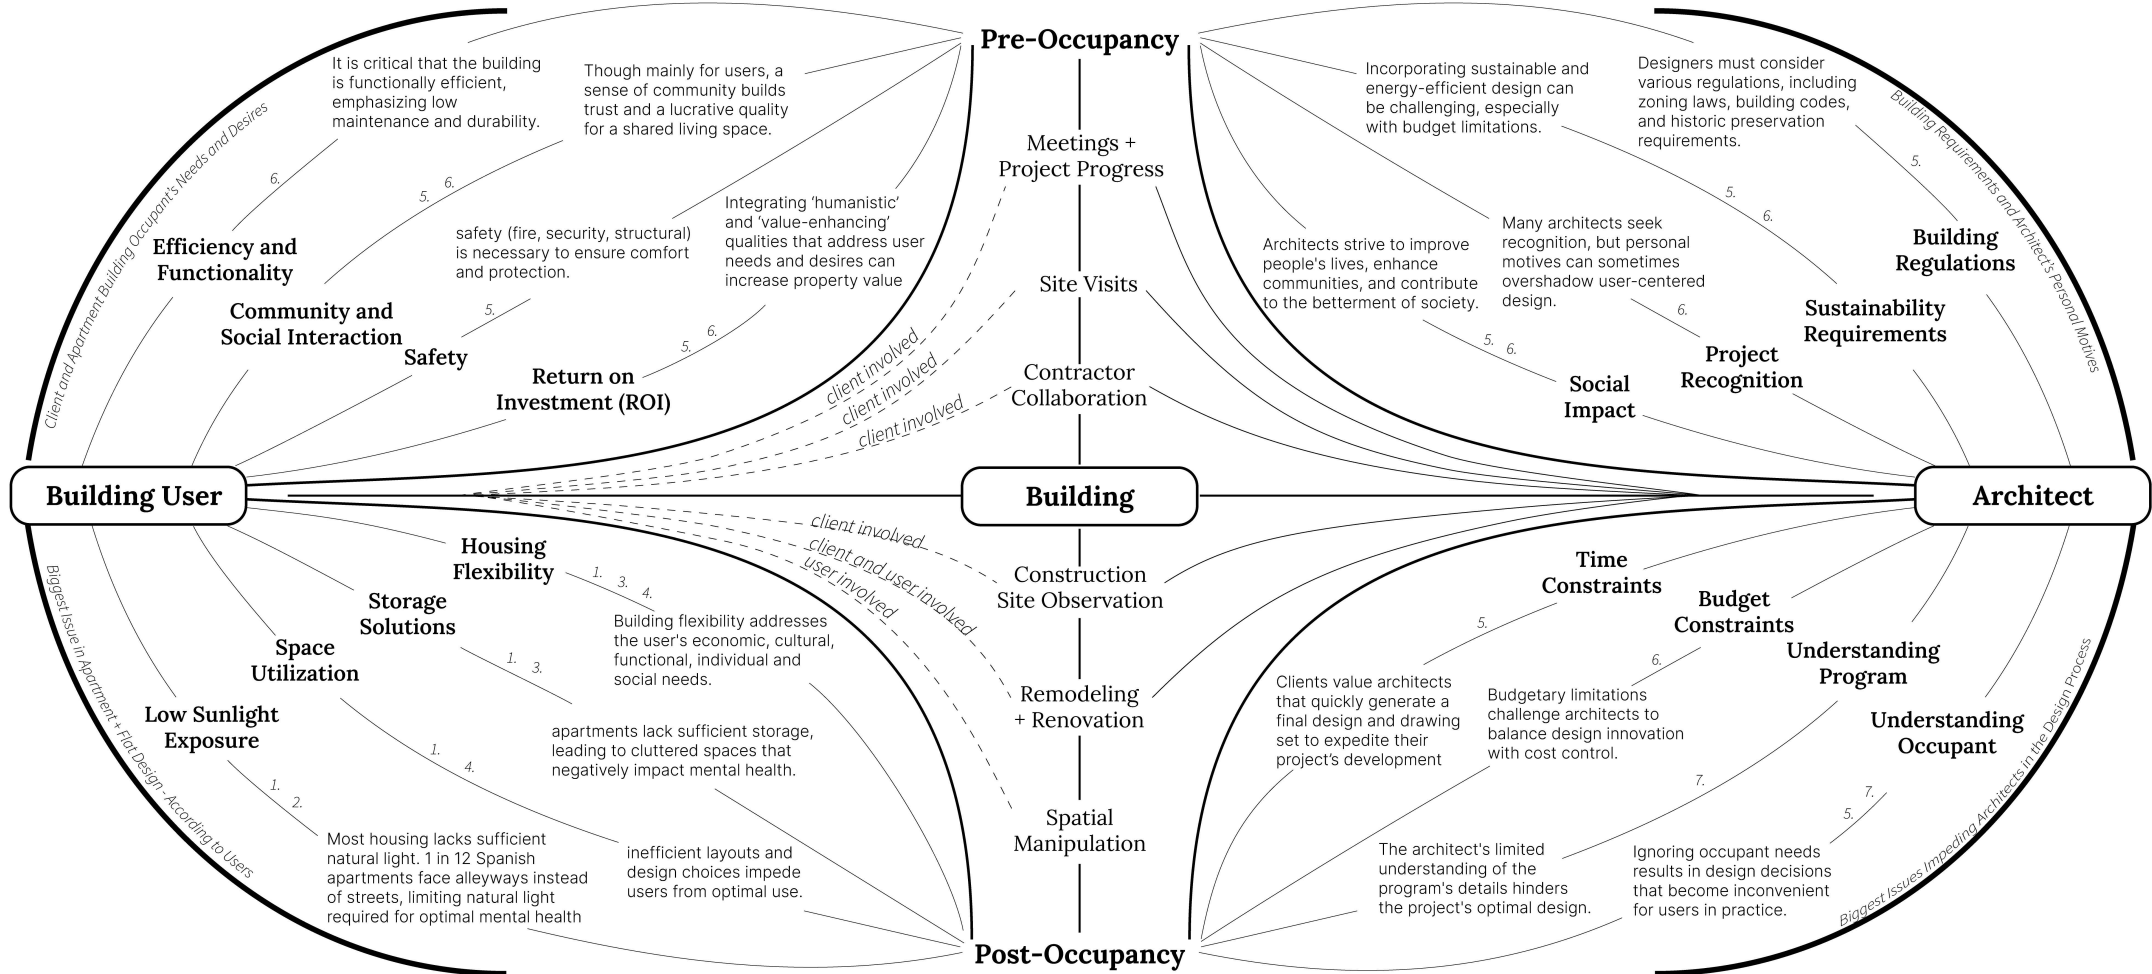 Pre-Occupancy
Meetings +
Project Progress
Site Visits
Contractor
Collaboration
Building
Construction
Site Observation
Remodeling
+ Renovation
Spatial
Manipulation
Post-Occupancy
Building User
Architect
Client and Apartment Building Occupant's Needs and Desires
It is critical that the building
is functionally efficient,
emphasizing low
maintenance and durability.
6.
Efficiency and
Functionality
Though mainly for users, a
sense of community builds
trust and a lucrative quality
for a shared living space.
6.
5.
Community and
Social Interaction
safety (fire, security, structural)
is necessary to ensure comfort
and protection.
5.
Safety
Integrating ‘humanistic’
and ‘value-enhancing’
qualities that address user
needs and desires can
increase property value
6.
5.
Return on
Investment (ROI)
client involved
client involved
client involved
Building Requirements and Architect's Personal Motives
Incorporating sustainable and
energy-efficient design can
be challenging, especially
with budget limitations.
5.
6.
Sustainability
Requirements
Designers must consider
various regulations, including
zoning laws, building codes,
and historic preservation
requirements.
5.
Building
Regulations
Architects strive to improve
people's lives, enhance
communities, and contribute
to the betterment of society.
5. 6.
Social
Impact
Many architects seek
recognition, but personal
motives can sometimes
overshadow user-centered
design.
6.
Project
Recognition
Biggest Issue in Apartment + Flat Design - According to Users
client involved
client and user involved
user involved
Housing
Flexibility
1. 3.
4.
Building flexibility addresses
the user's economic, cultural,
functional, individual and
social needs.
Storage
Solutions
1. 3.
apartments lack sufficient storage,
leading to cluttered spaces that
negatively impact mental health.
Space
Utilization
1.
4.
inefficient layouts and
design choices impede
users from optimal use.
Low Sunlight
Exposure
1.
2.
Most housing lacks sufficient
natural light. 1 in 12 Spanish
apartments face alleyways instead
of streets, limiting natural light
required for optimal mental health
Biggest Issues Impeding Architects in the Design Process
Time
Constraints
5.
Clients value architects
that quickly generate a
final design and drawing
set to expedite their
project’s development
Budget
Constraints
6.
Budgetary limitations
challenge architects to
balance design innovation
with cost control.
Understanding
Program
7.
The architect's limited
understanding of the
program's details hinders
the project's optimal design.
Understanding
Occupant
7.
5.
Ignoring occupant needs
results in design decisions
that become inconvenient
for users in practice.